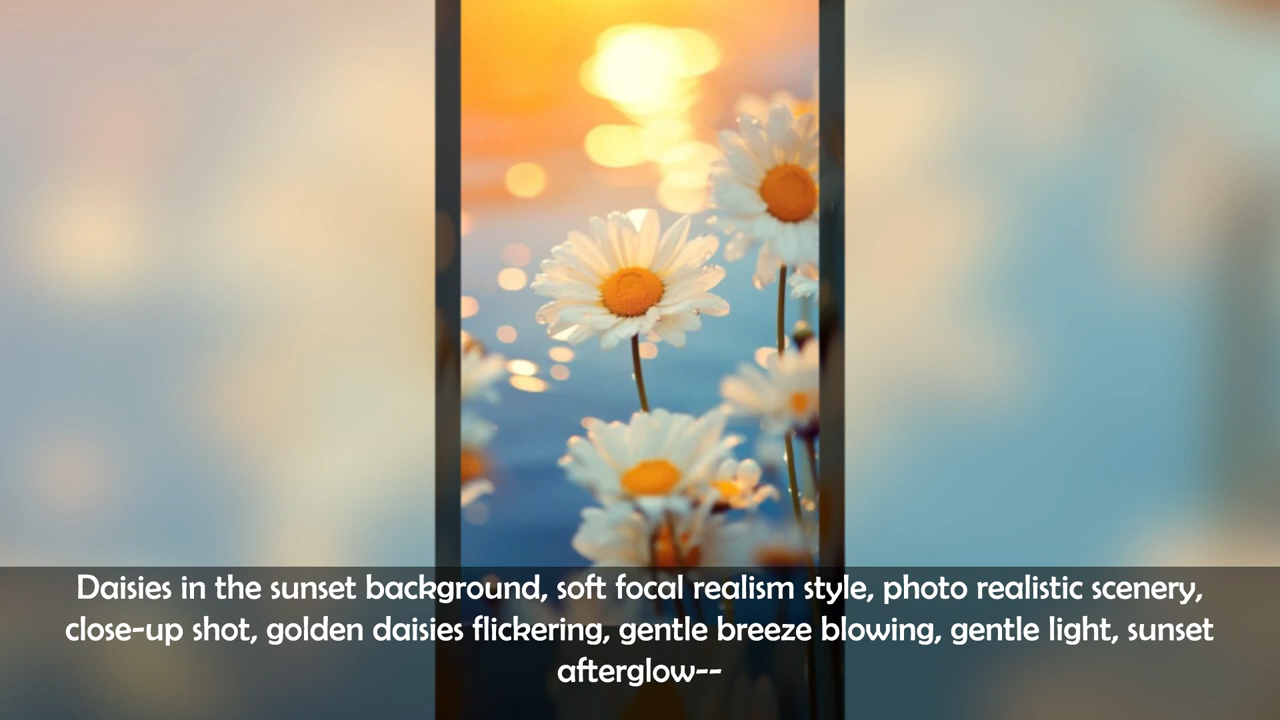 Daisies in the sunset background, soft focal realism style, photo realistic scenery,
close-up shot, golden daisies flickering, gentle breeze blowing, gentle light, sunset
afterglow--